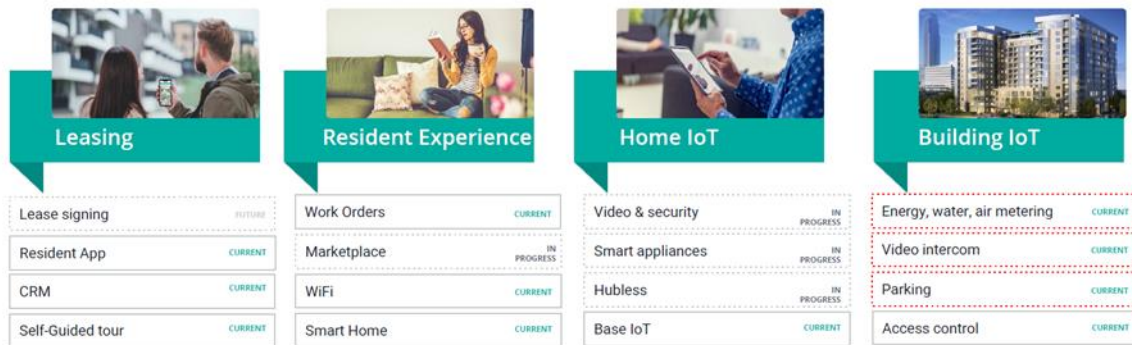 Leasing
Lease signing FUTURE
Resident App CURRENT
CRM CURRENT
Self-Guided tour CURRENT
Resident Experience
Work Orders CURRENT
Marketplace IN
PROGRESS
WiFi CURRENT
Smart Home CURRENT
Home IoT
Video & security IN
PROGRESS
Smart appliances IN
PROGRESS
Hubless IN
PROGRESS
Base IoT CURRENT
Building IoT
Energy, water, air metering CURRENT
Video intercom CURRENT
Parking CURRENT
Access control CURRENT